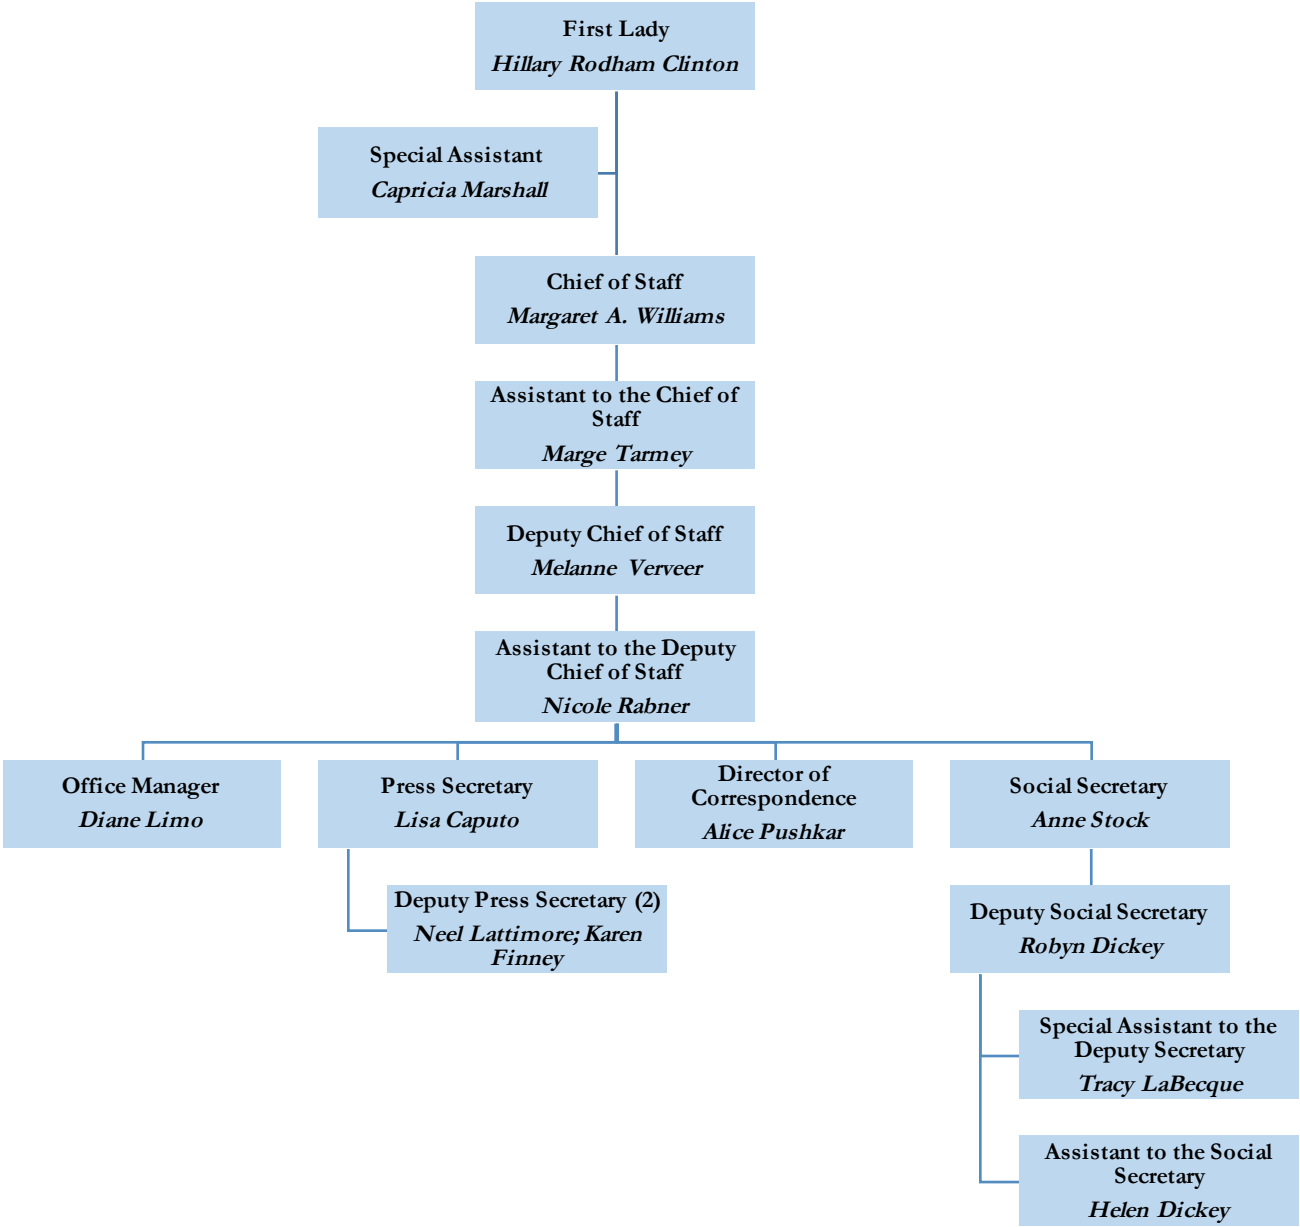 First Lady
Hillary Rodham Clinton
Special Assistant
Capricia Marshall
Chief of Staff
Margaret A. Williams
Assistant to the Chief of
Staff
Marge Tarmey
Deputy Chief of Staff
Melanne Verveer
Assistant to the Deputy
Chief of Staff
Nicole Rabner
Office Manager
Diane Limo
Press Secretary
Lisa Caputo
Director of
Correspondence
Alice Pushkar
Social Secretary
Anne Stock
Deputy Press Secretary (2)
Neel Lattimore; Karen
Finney
Deputy Social Secretary
Robyn Dickey
Special Assistant to the
Deputy Secretary
Tracy LaBecque
Assistant to the Social
Secretary
Helen Dickey